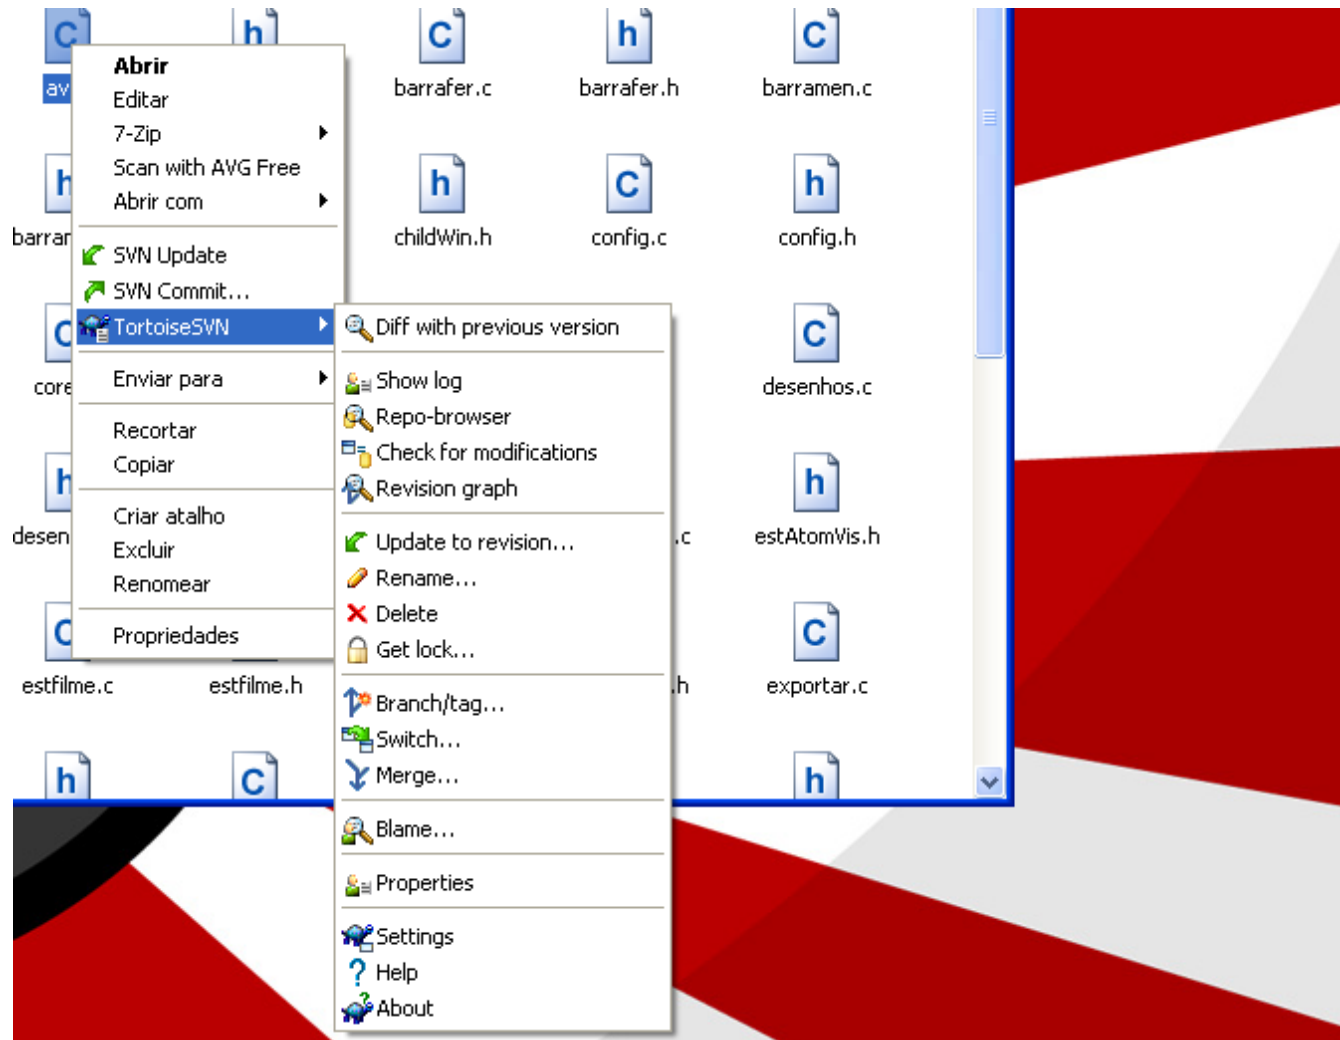 C h C h C
barrafer.c barrafer.h barramen.c
Abrir
Editar
7-Zip
Scan with AVG Free
Abrir com
h C h
childWin.h config.c config.h
SVN Update
SVN Commit...
TortoiseSVN
Enviar para
Recortar
Copiar
Criar atalho
Excluir
Renomear
Propriedades
Diff with previous version
Show log
Repo-browser
Check for modifications
Revision graph
Update to revision...
Rename...
Delete
Get lock...
Branch/tag...
Switch...
Merge...
Blame...
Properties
Settings
Help
About
C
desenhos.c
h
.c estAtomVis.h
C
estfilme.c estfilme.h .h exportar.c
h C h